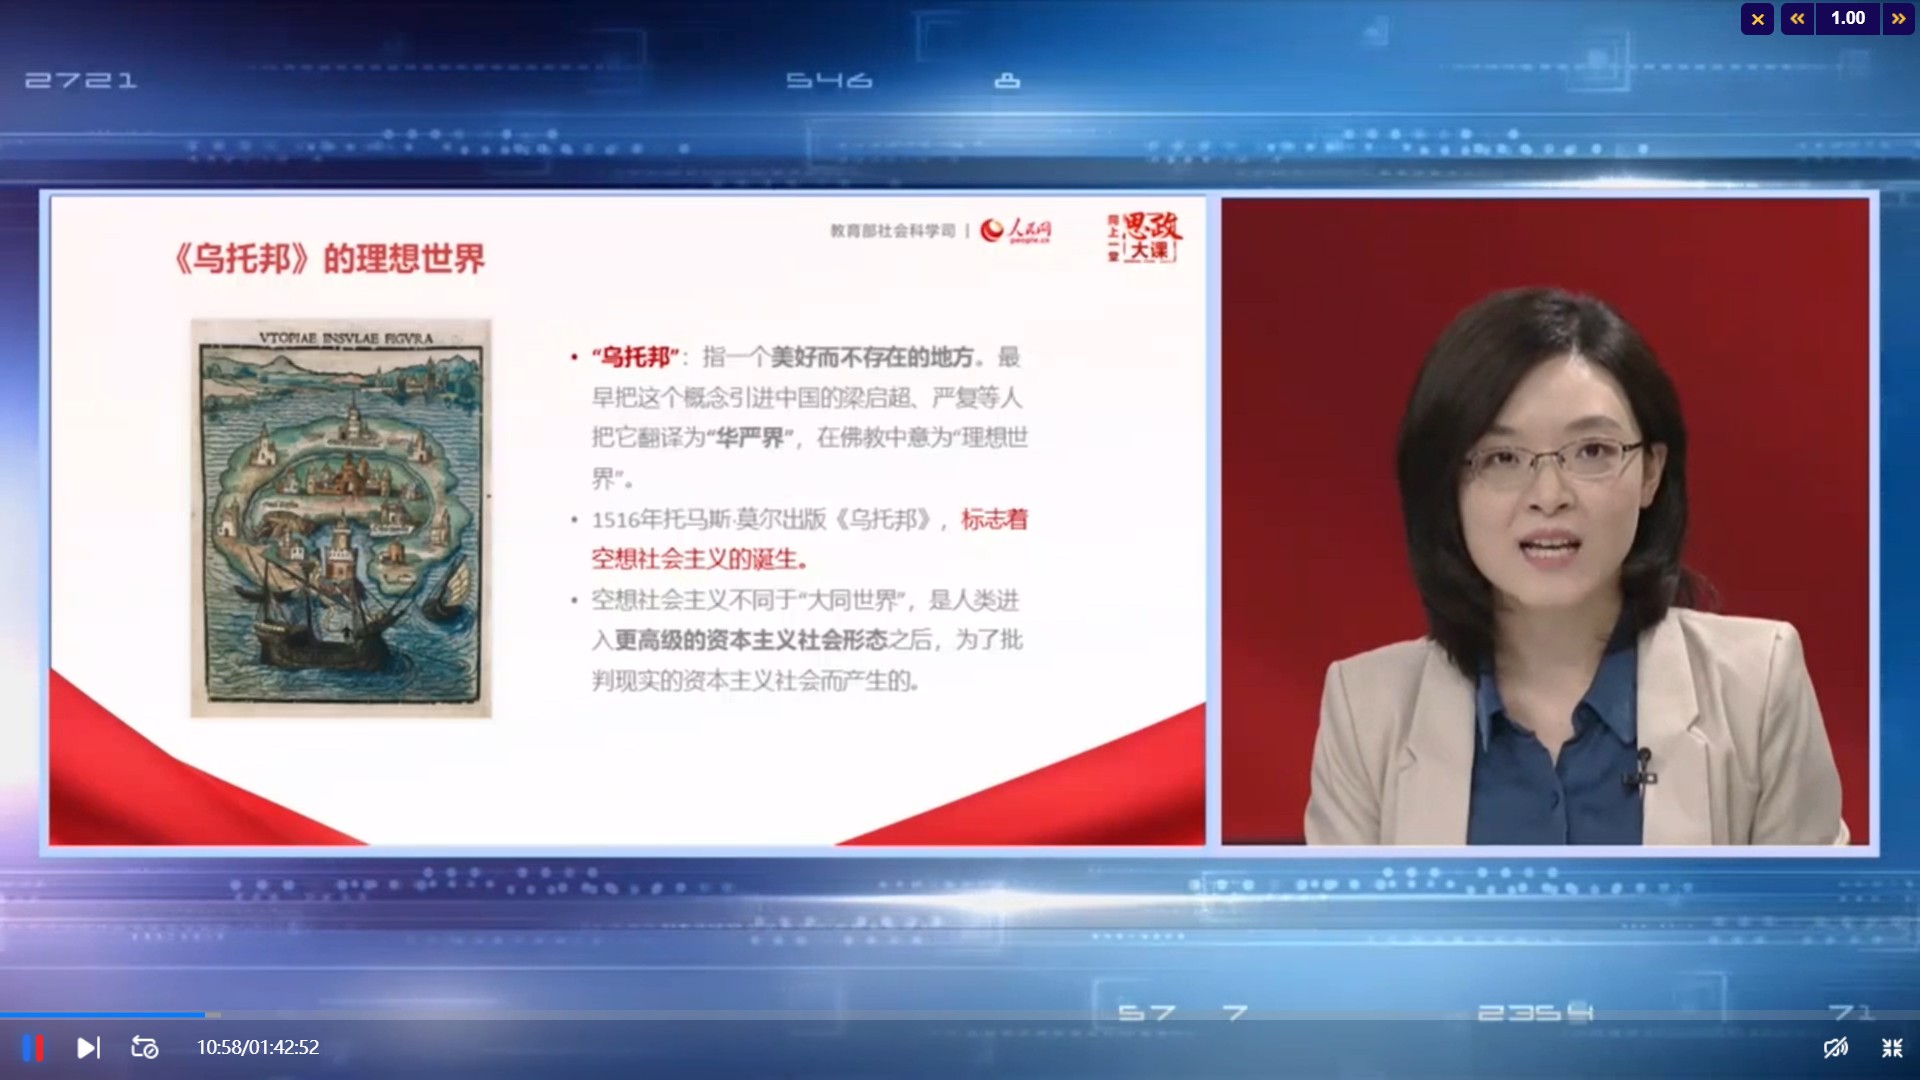 1.00
2721
546
教育部社会科学司 | 人民网
people.cn
网上一堂
思政
大课
《乌托邦》的理想世界
VTOPIAE INSVLAE FIGVRA
• “乌托邦”：指一个美好而不存在的地方。最
早把这个概念引进中国的梁启超、严复等人
把它翻译为“华严界”，在佛教中意为“理想世
界”。
• 1516年托马斯·莫尔出版《乌托邦》，标志着
空想社会主义的诞生。
• 空想社会主义不同于“大同世界”，是人类进
入更高级的资本主义社会形态之后，为了批
判现实的资本主义社会而产生的。
57 7
2354
71
10:58/01:42:52